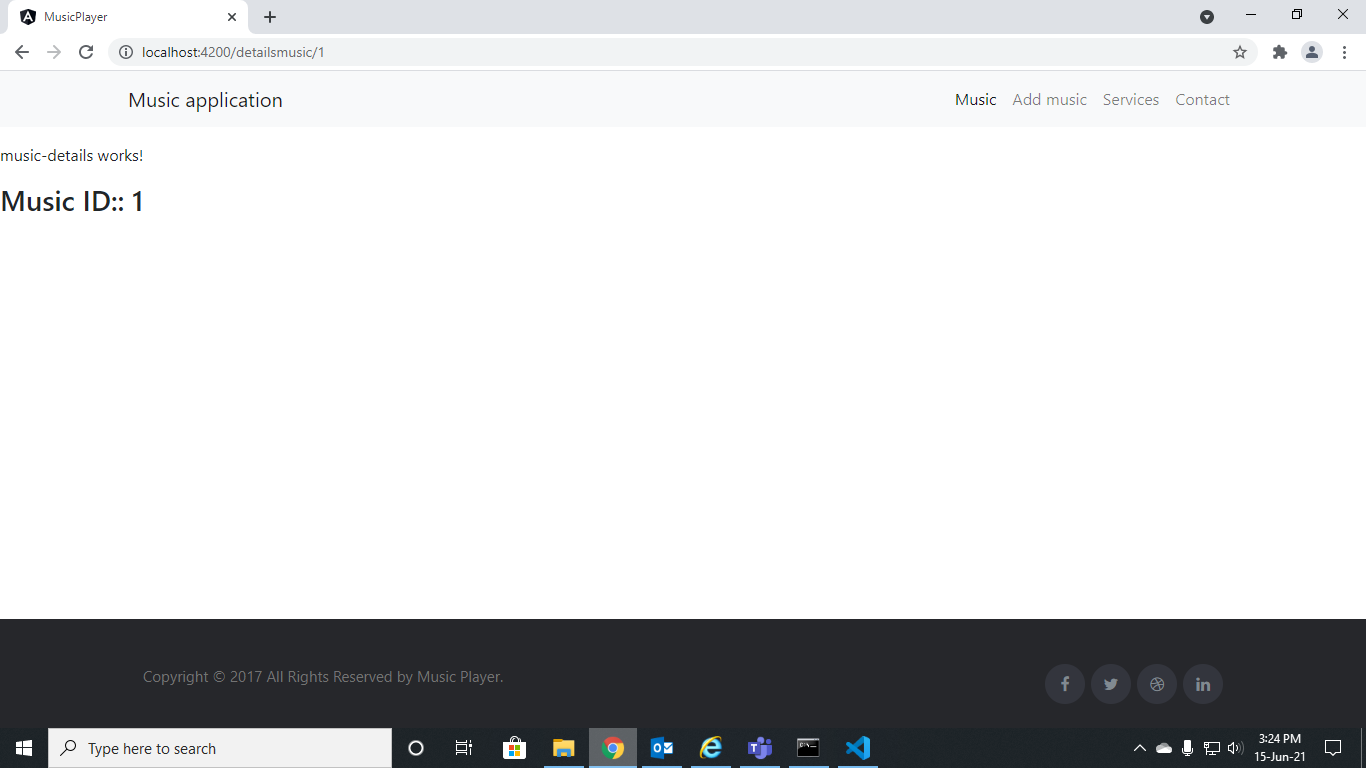 MusicPlayer
localhost:4200/detailsmusic/1
Music application
Music Add music Services Contact
music-details works!
Music ID:: 1
Copyright © 2017 All Rights Reserved by Music Player.
Type here to search
3:24 PM
15-Jun-21